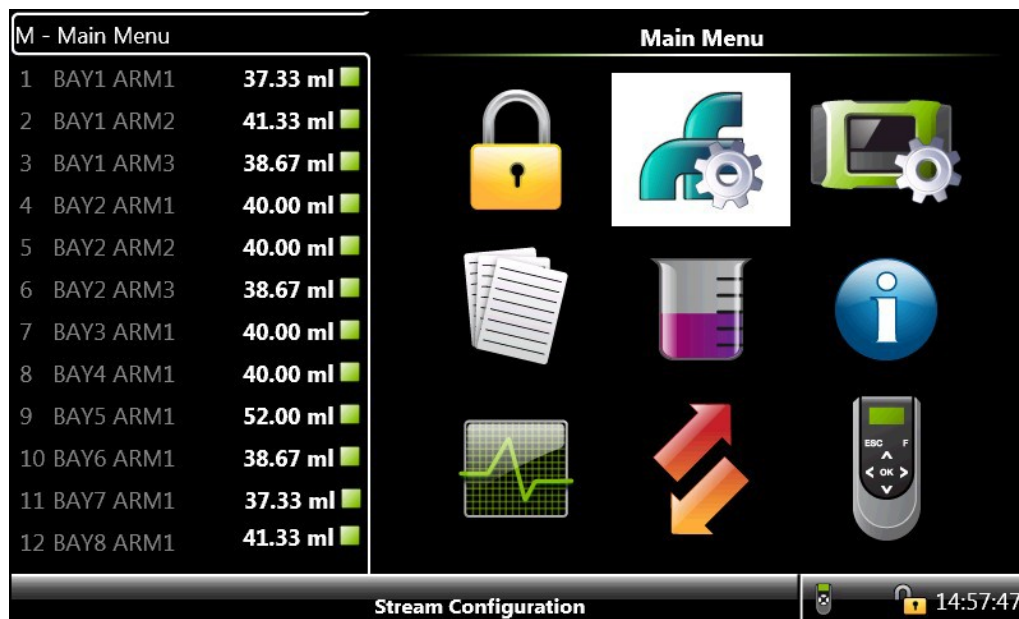 M - Main Menu
1 BAY1 ARM1 37.33 ml
2 BAY1 ARM2 41.33 ml
3 BAY1 ARM3 38.67 ml
4 BAY2 ARM1 40.00 ml
5 BAY2 ARM2 40.00 ml
6 BAY2 ARM3 38.67 ml
7 BAY3 ARM1 40.00 ml
8 BAY4 ARM1 40.00 ml
9 BAY5 ARM1 52.00 ml
10 BAY6 ARM1 38.67 ml
11 BAY7 ARM1 37.33 ml
12 BAY8 ARM1 41.33 ml
Main Menu
i
ESC F
< OK >
Stream Configuration
14:57:47